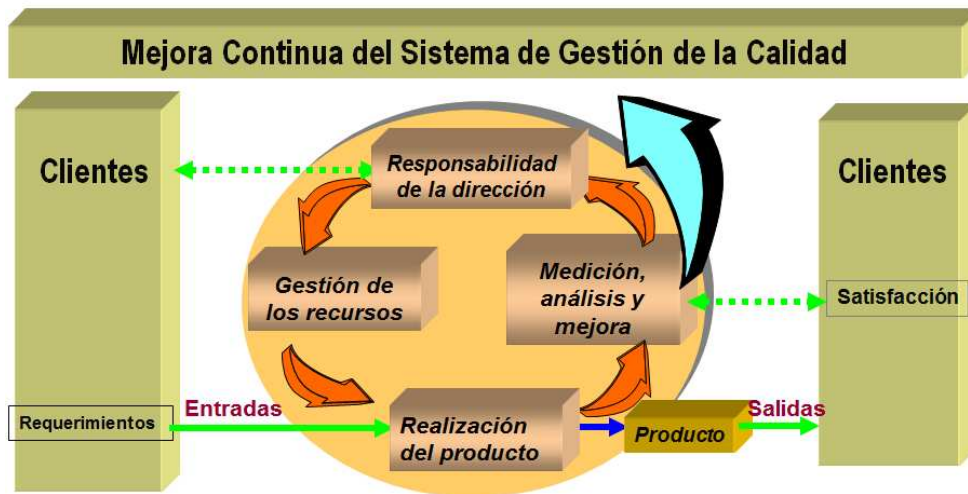 Mejora Continua del Sistema de Gestión de la Calidad
Clientes
Responsabilidad
de la dirección
Clientes
Gestión de
los recursos
Medición,
análisis y
mejora
Satisfacción
Requerimientos
Entradas
Realización
del producto
Producto
Salidas